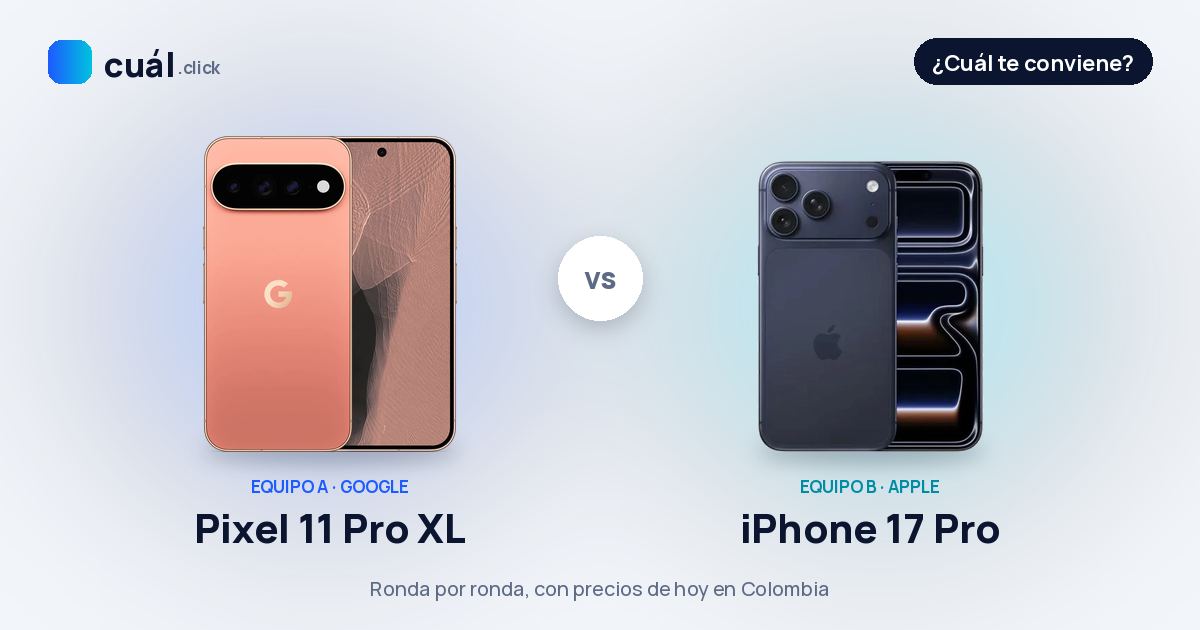 cuál.click
¿Cuál te conviene?
G
VS
EQUIPO A · GOOGLE
EQUIPO B · APPLE
Pixel 11 Pro XL
iPhone 17 Pro
Ronda por ronda, con precios de hoy en Colombia